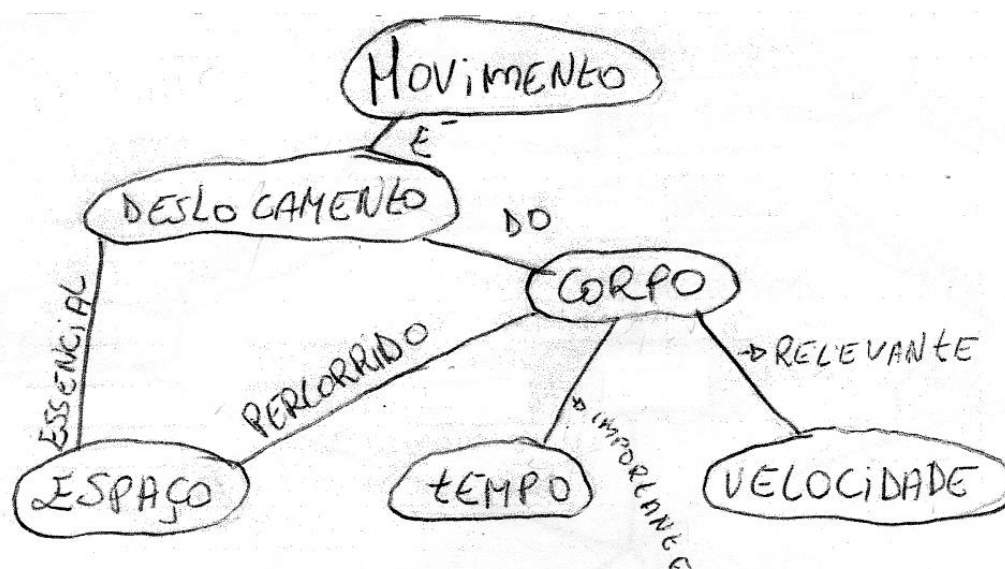 MOVIMENTO
É
DESLOCAMENTO
DO
CORPO
ESSENCIAL
PERCORRIDO
RELEVANTE
IMPORTANTE
ESPAÇO
TEMPO
VELOCIDADE